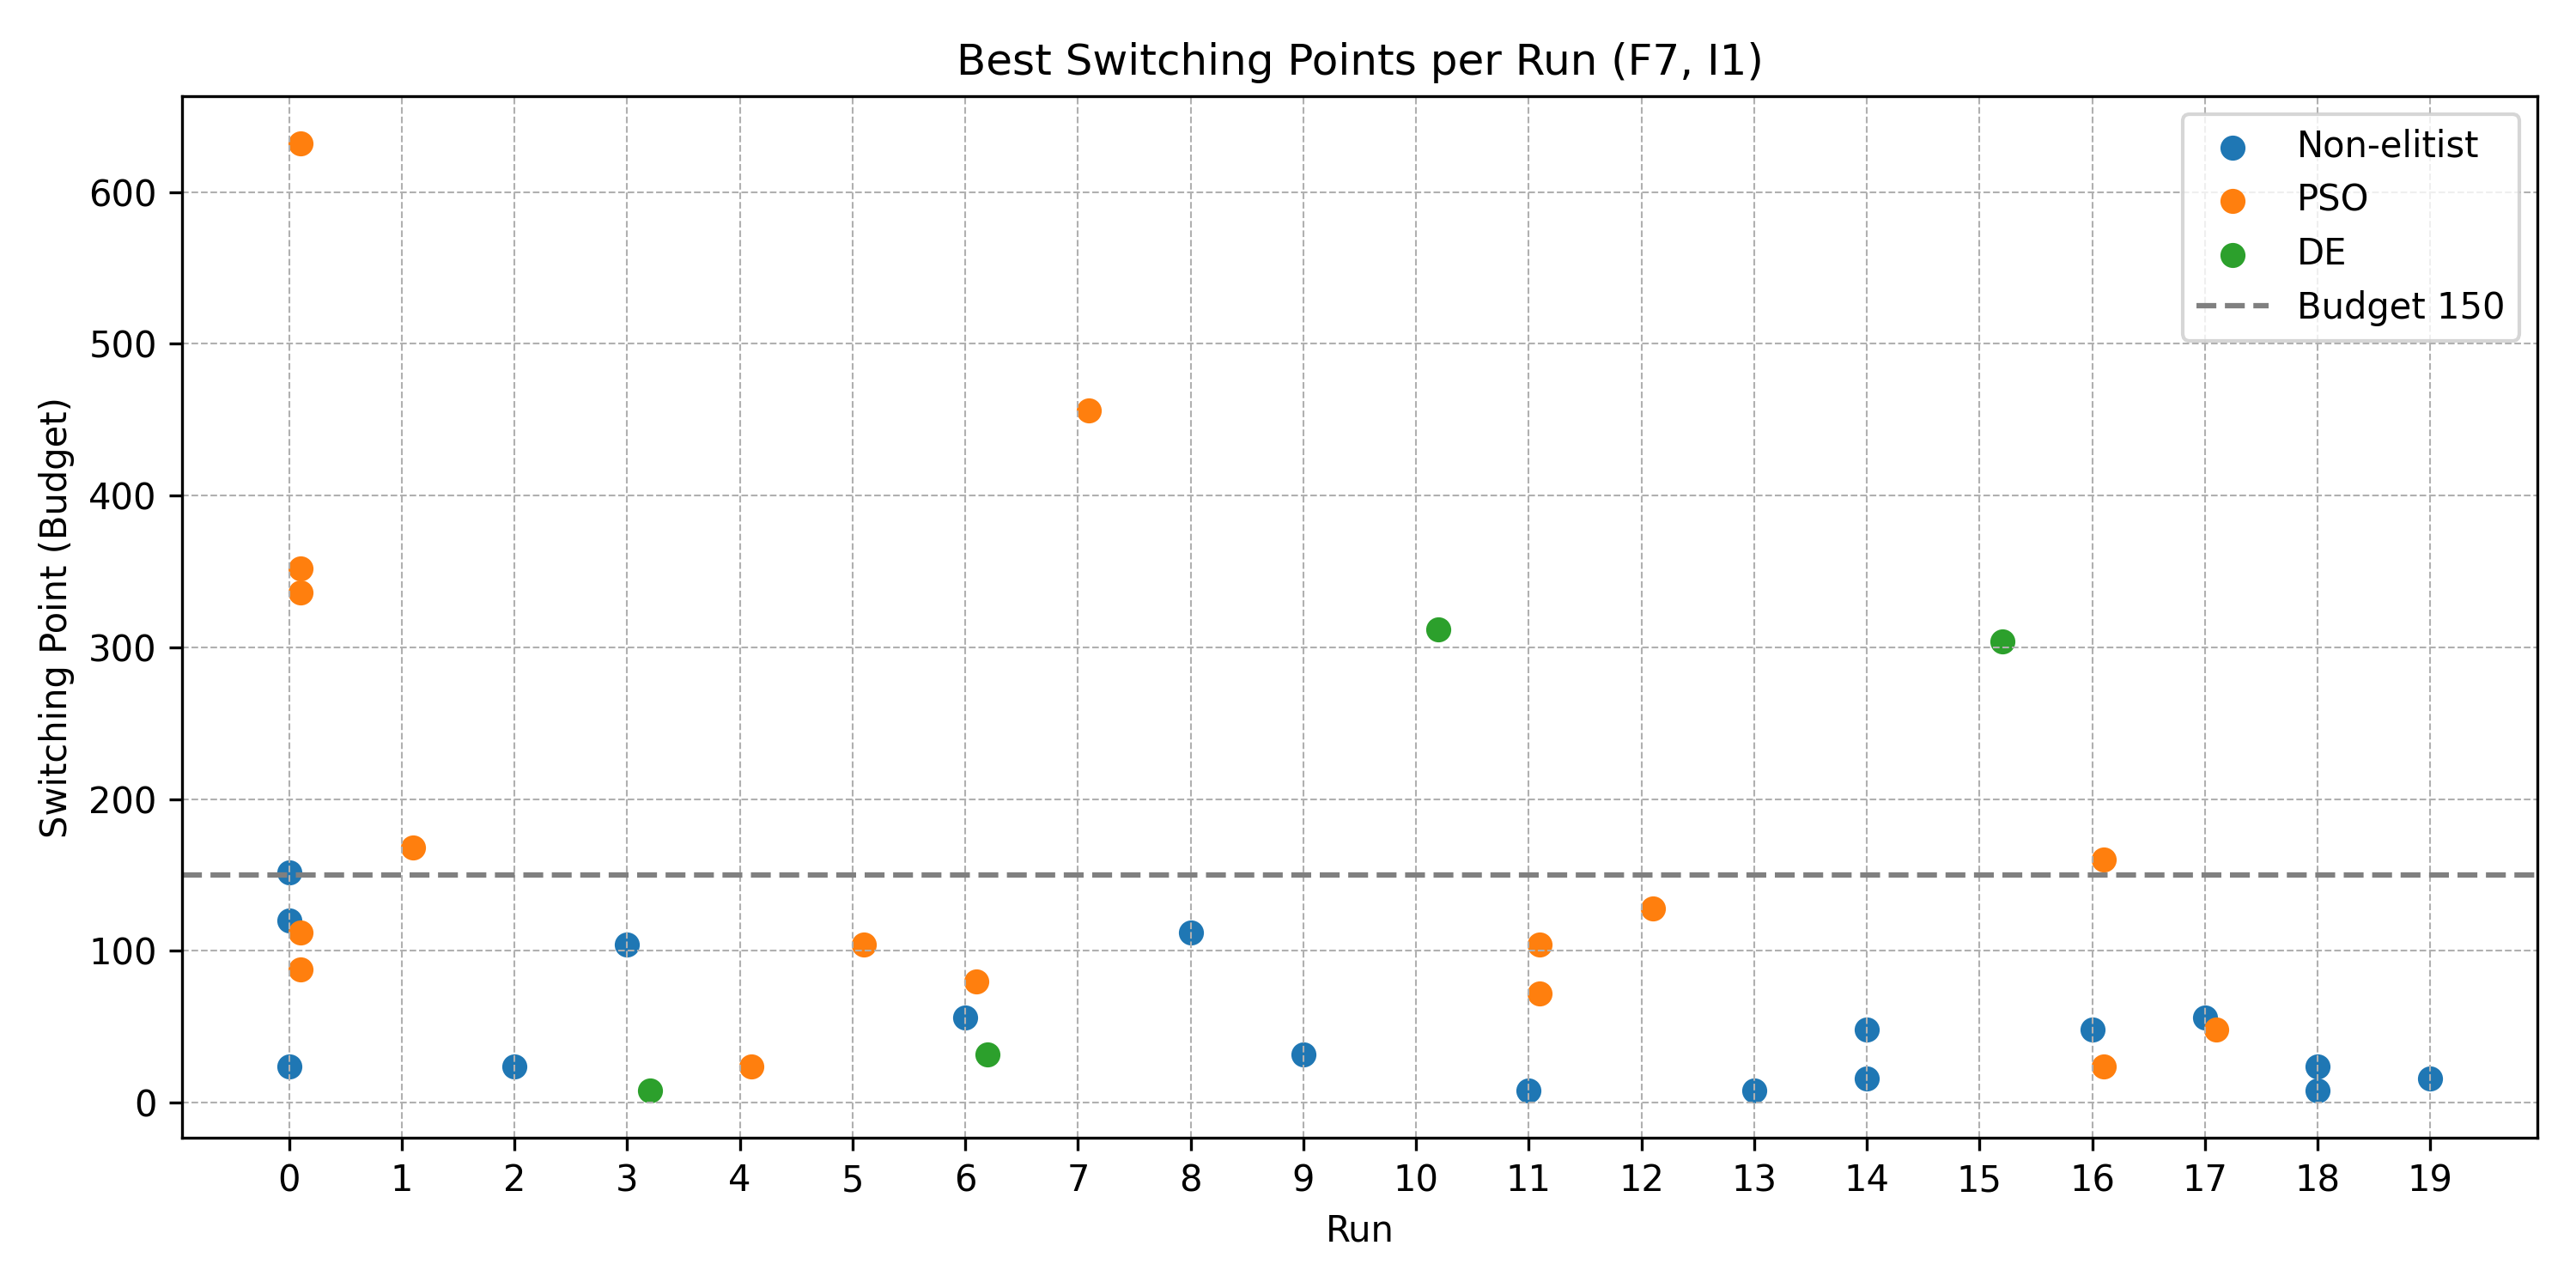 Best Switching Points per Run (F7, I1)
Non-elitist
PSO
DE
Budget 150
Switching Point (Budget)
600
500
400
300
200
100
0
0 1 2 3 4 5 6 7 8 9 10 11 12 13 14 15 16 17 18 19
Run